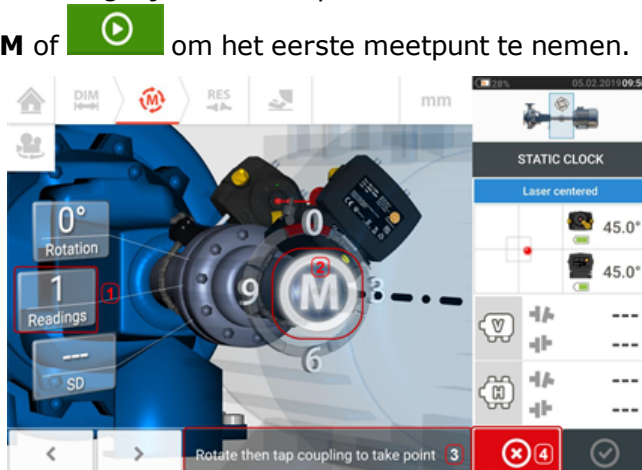 M of om het eerste meetpunt te nemen.
28% 05.02.2019 09:5
DIM
M
RES
mm
STATIC CLOCK
Laser centered
45.0°
45.0°
0°
Rotation
1
Readings
1
---
SD
0
2
9
M
3
6
V
---
---
H
---
---
Rotate then tap coupling to take point 3
4